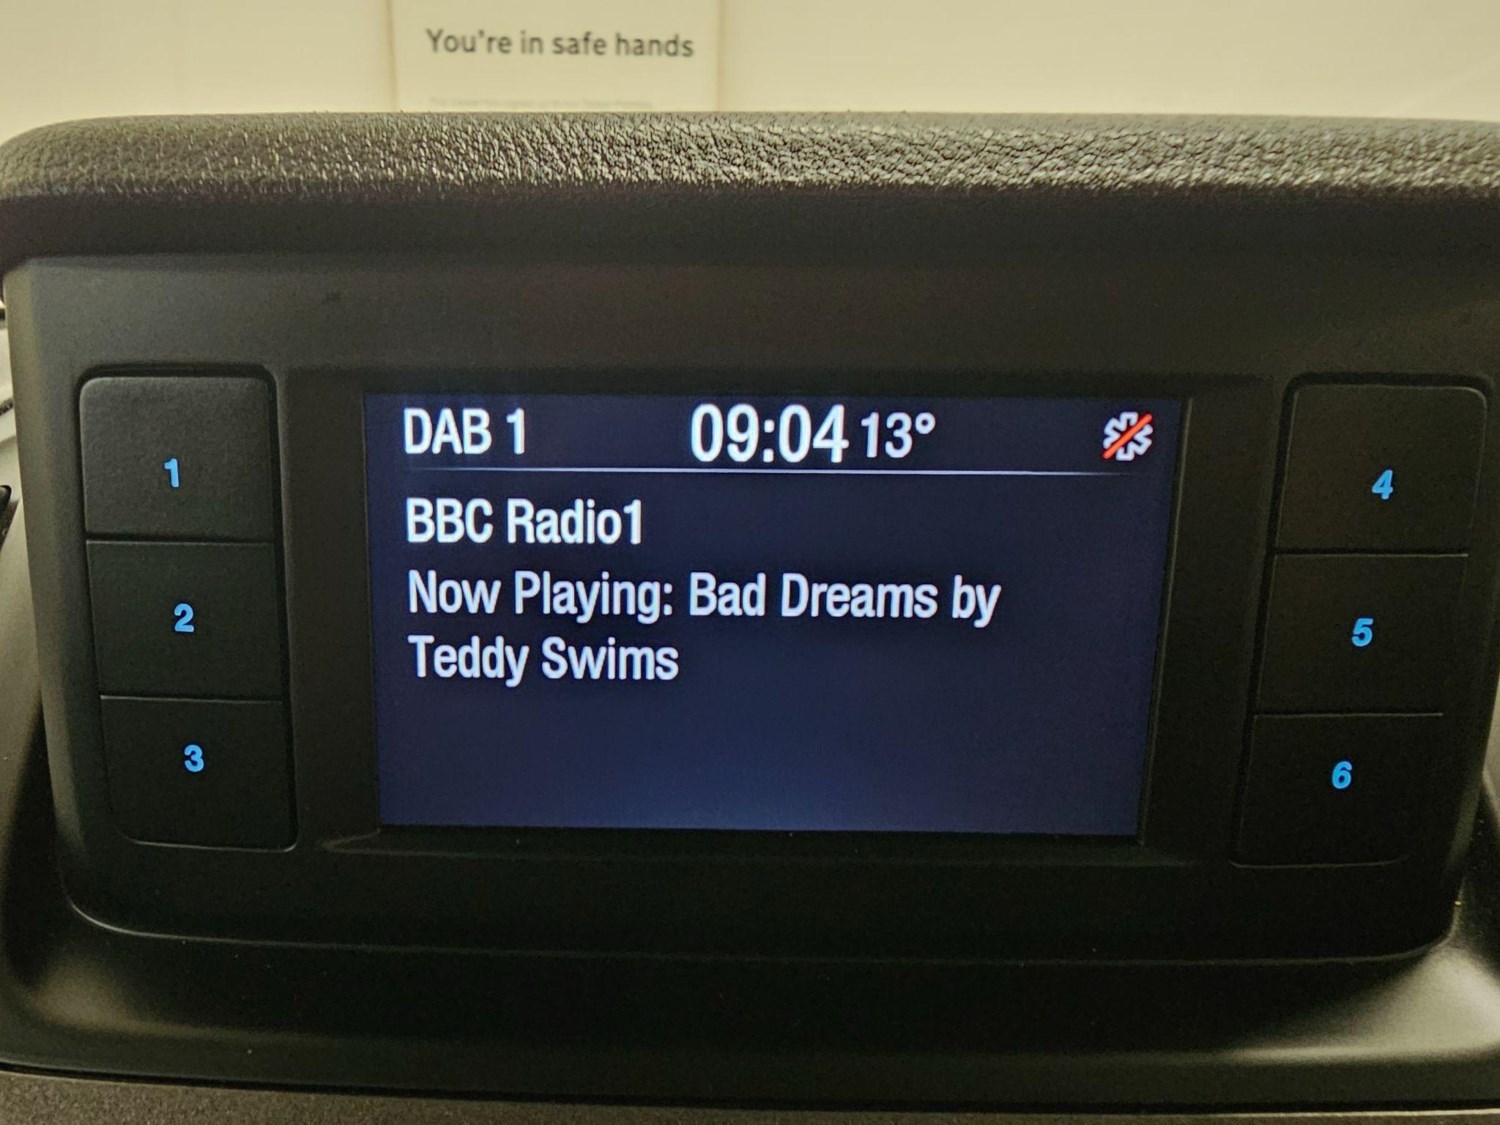 You're in safe hands
DAB 1 09:04 13°
BBC Radio1
Now Playing: Bad Dreams by
Teddy Swims
1
2
3
4
5
6